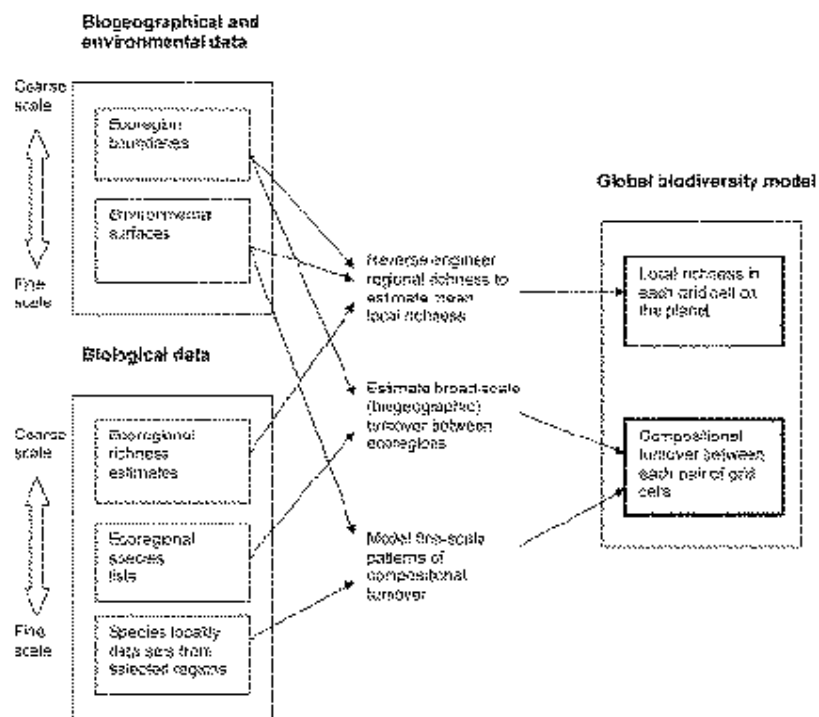 Biogeographical and
environmental data
Coarse
scale
Ecoregion
boundaries
Environmental
surfaces
Fine
scale
Biological data
Coarse
scale
Ecoregional
richness
estimates
Ecoregional
species
lists
Fine
scale
Species locality
data sets from
selected regions
Reverse engineer
regional richness to
estimate mean
local richness
Estimate broad-scale
(biogeographic)
turnover between
ecoregions
Model fine-scale
patterns of
compositional
turnover
Global biodiversity model
Local richness in
each grid cell on
the planet
Compositional
turnover between
each pair of grid
cells